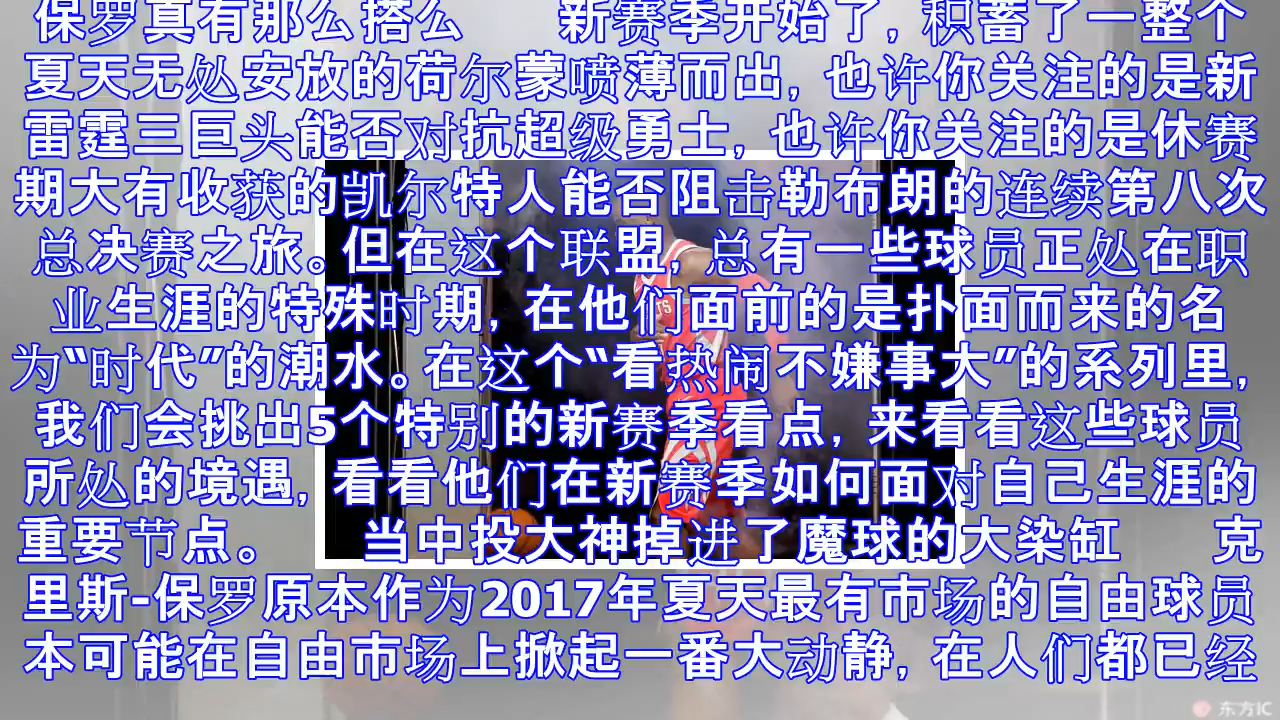 保罗真有那么搭么　　新赛季开始了, 积蓄了一整个
夏天无处安放的荷尔蒙喷薄而出, 也许你关注的是新
雷霆三巨头能否对抗超级勇士, 也许你关注的是休赛
期大有收获的凯尔特人能否阻击勒布朗的连续第八次
总决赛之旅。但在这个联盟, 总有一些球员正处在职
业生涯的特殊时期, 在他们面前的是扑面而来的名
为“时代”的潮水。在这个“看热闹不嫌事大”的系列里,
我们会挑出5个特别的新赛季看点, 来看看这些球员
所处的境遇, 看看他们在新赛季如何面对自己生涯的
重要节点。　　当中投大神掉进了魔球的大染缸　　克
里斯-保罗原本作为2017年夏天最有市场的自由球员
本可能在自由市场上掀起一番大动静, 在人们都已经
东方IC